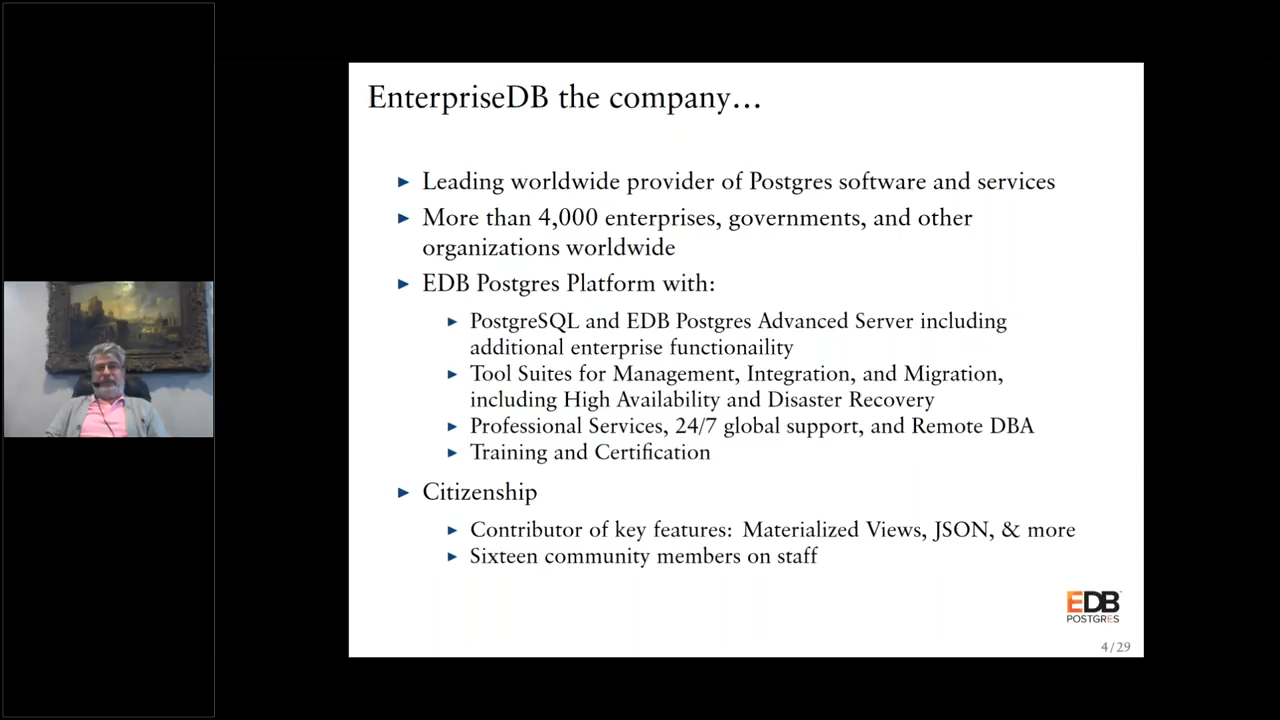 EnterpriseDB the company...
► Leading worldwide provider of Postgres software and services
► More than 4,000 enterprises, governments, and other
organizations worldwide
► EDB Postgres Platform with:
► PostgreSQL and EDB Postgres Advanced Server including
additional enterprise functionaility
► Tool Suites for Management, Integration, and Migration,
including High Availability and Disaster Recovery
► Professional Services, 24/7 global support, and Remote DBA
► Training and Certification
► Citizenship
► Contributor of key features: Materialized Views, JSON, & more
► Sixteen community members on staff
EDB
POSTGRES
4/29